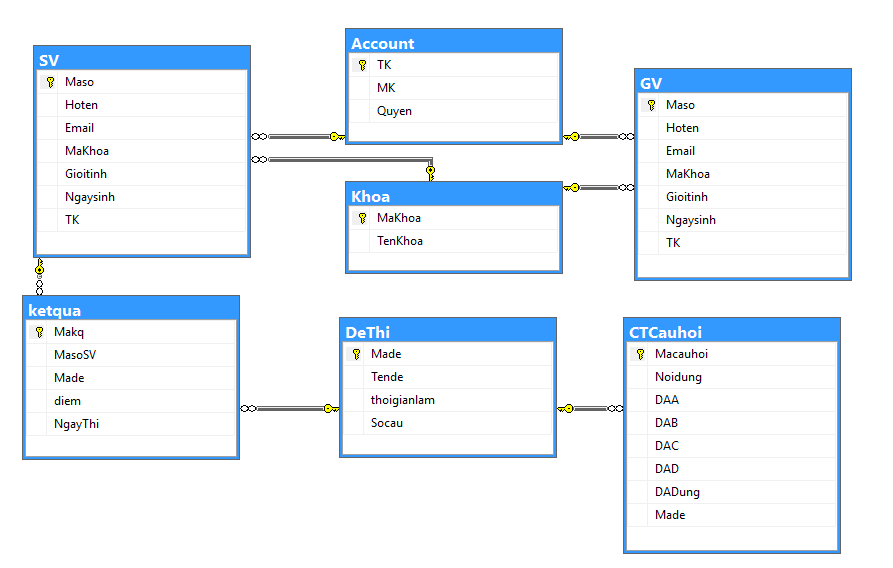 SV
Maso
Hoten
Email
MaKhoa
Gioitinh
Ngaysinh
TK
Account
TK
MK
Quyen
GV
Maso
Hoten
Email
MaKhoa
Gioitinh
Ngaysinh
TK
Khoa
MaKhoa
TenKhoa
ketqua
Makq
MasoSV
Made
diem
NgayThi
DeThi
Made
Tende
thoigianlam
Socau
CTCauhoi
Macauhoi
Noidung
DAA
DAB
DAC
DAD
DADung
Made